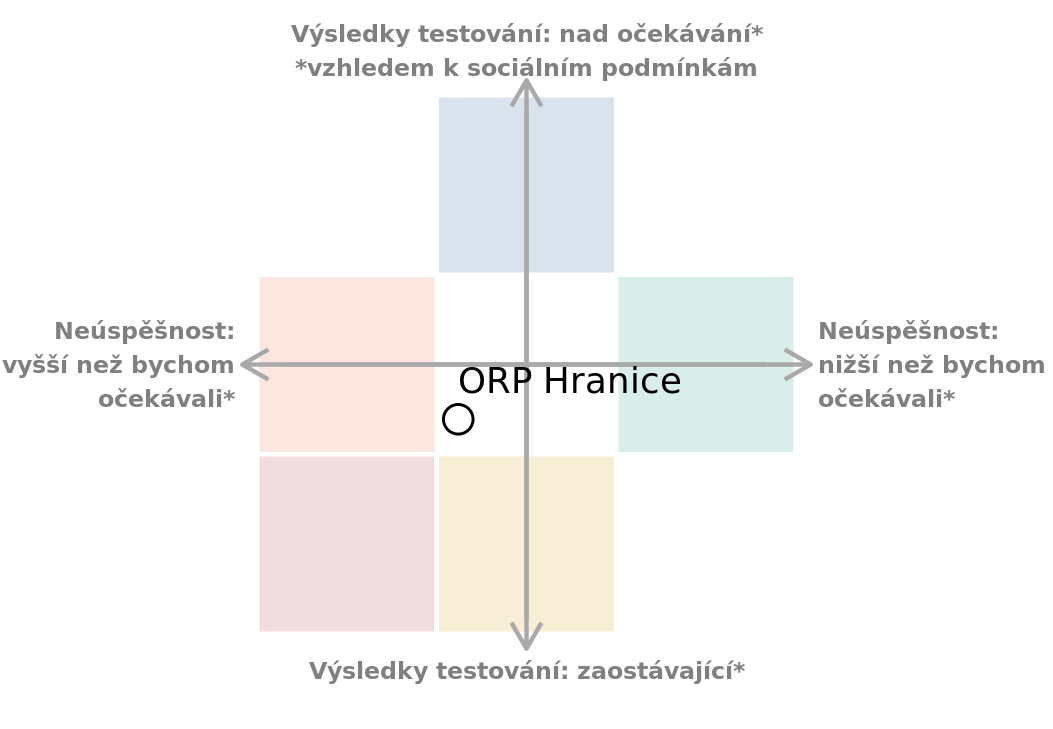 Výsledky testování: nad očekávání*
*vzhledem k sociálním podmínkám
Neúspěšnost:
vyšší než bychom
očekávali*
Neúspěšnost:
nižší než bychom
očekávali*
ORP Hranice
Výsledky testování: zaostávající*